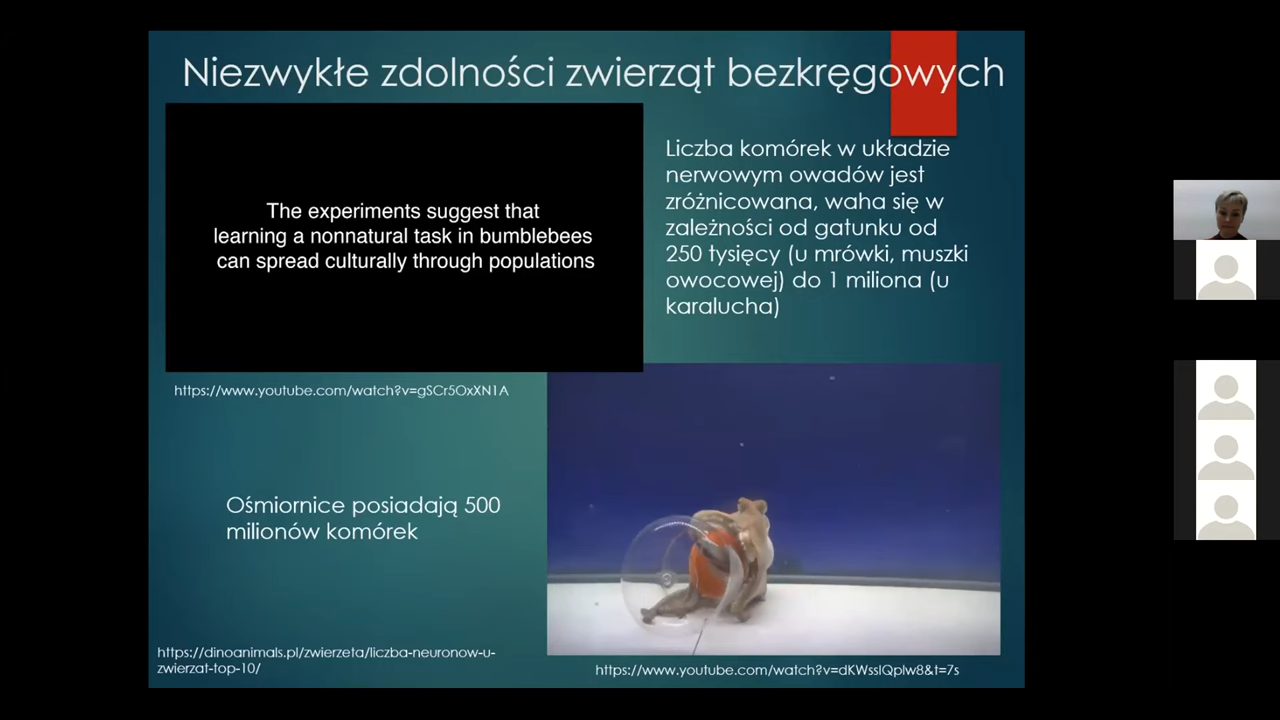 Niezwykłe zdolności zwierząt bezkręgowych
The experiments suggest that
learning a nonnatural task in bumblebees
can spread culturally through populations
Liczba komórek w układzie
nerwowym owadów jest
zróżnicowana, waha się w
zależności od gatunku od
250 tysięcy (u mrówki, muszki
owocowej) do 1 miliona (u
karalucha)
https://www.youtube.com/watch?v=gSCr5OxXN1A
Ośmiornice posiadają 500
milionów komórek
https://dinoanimals.pl/zwierzeta/liczba-neuronow-u-
zwierzat-top-10/
https://www.youtube.com/watch?v=dKWssIQplw8&t=7s